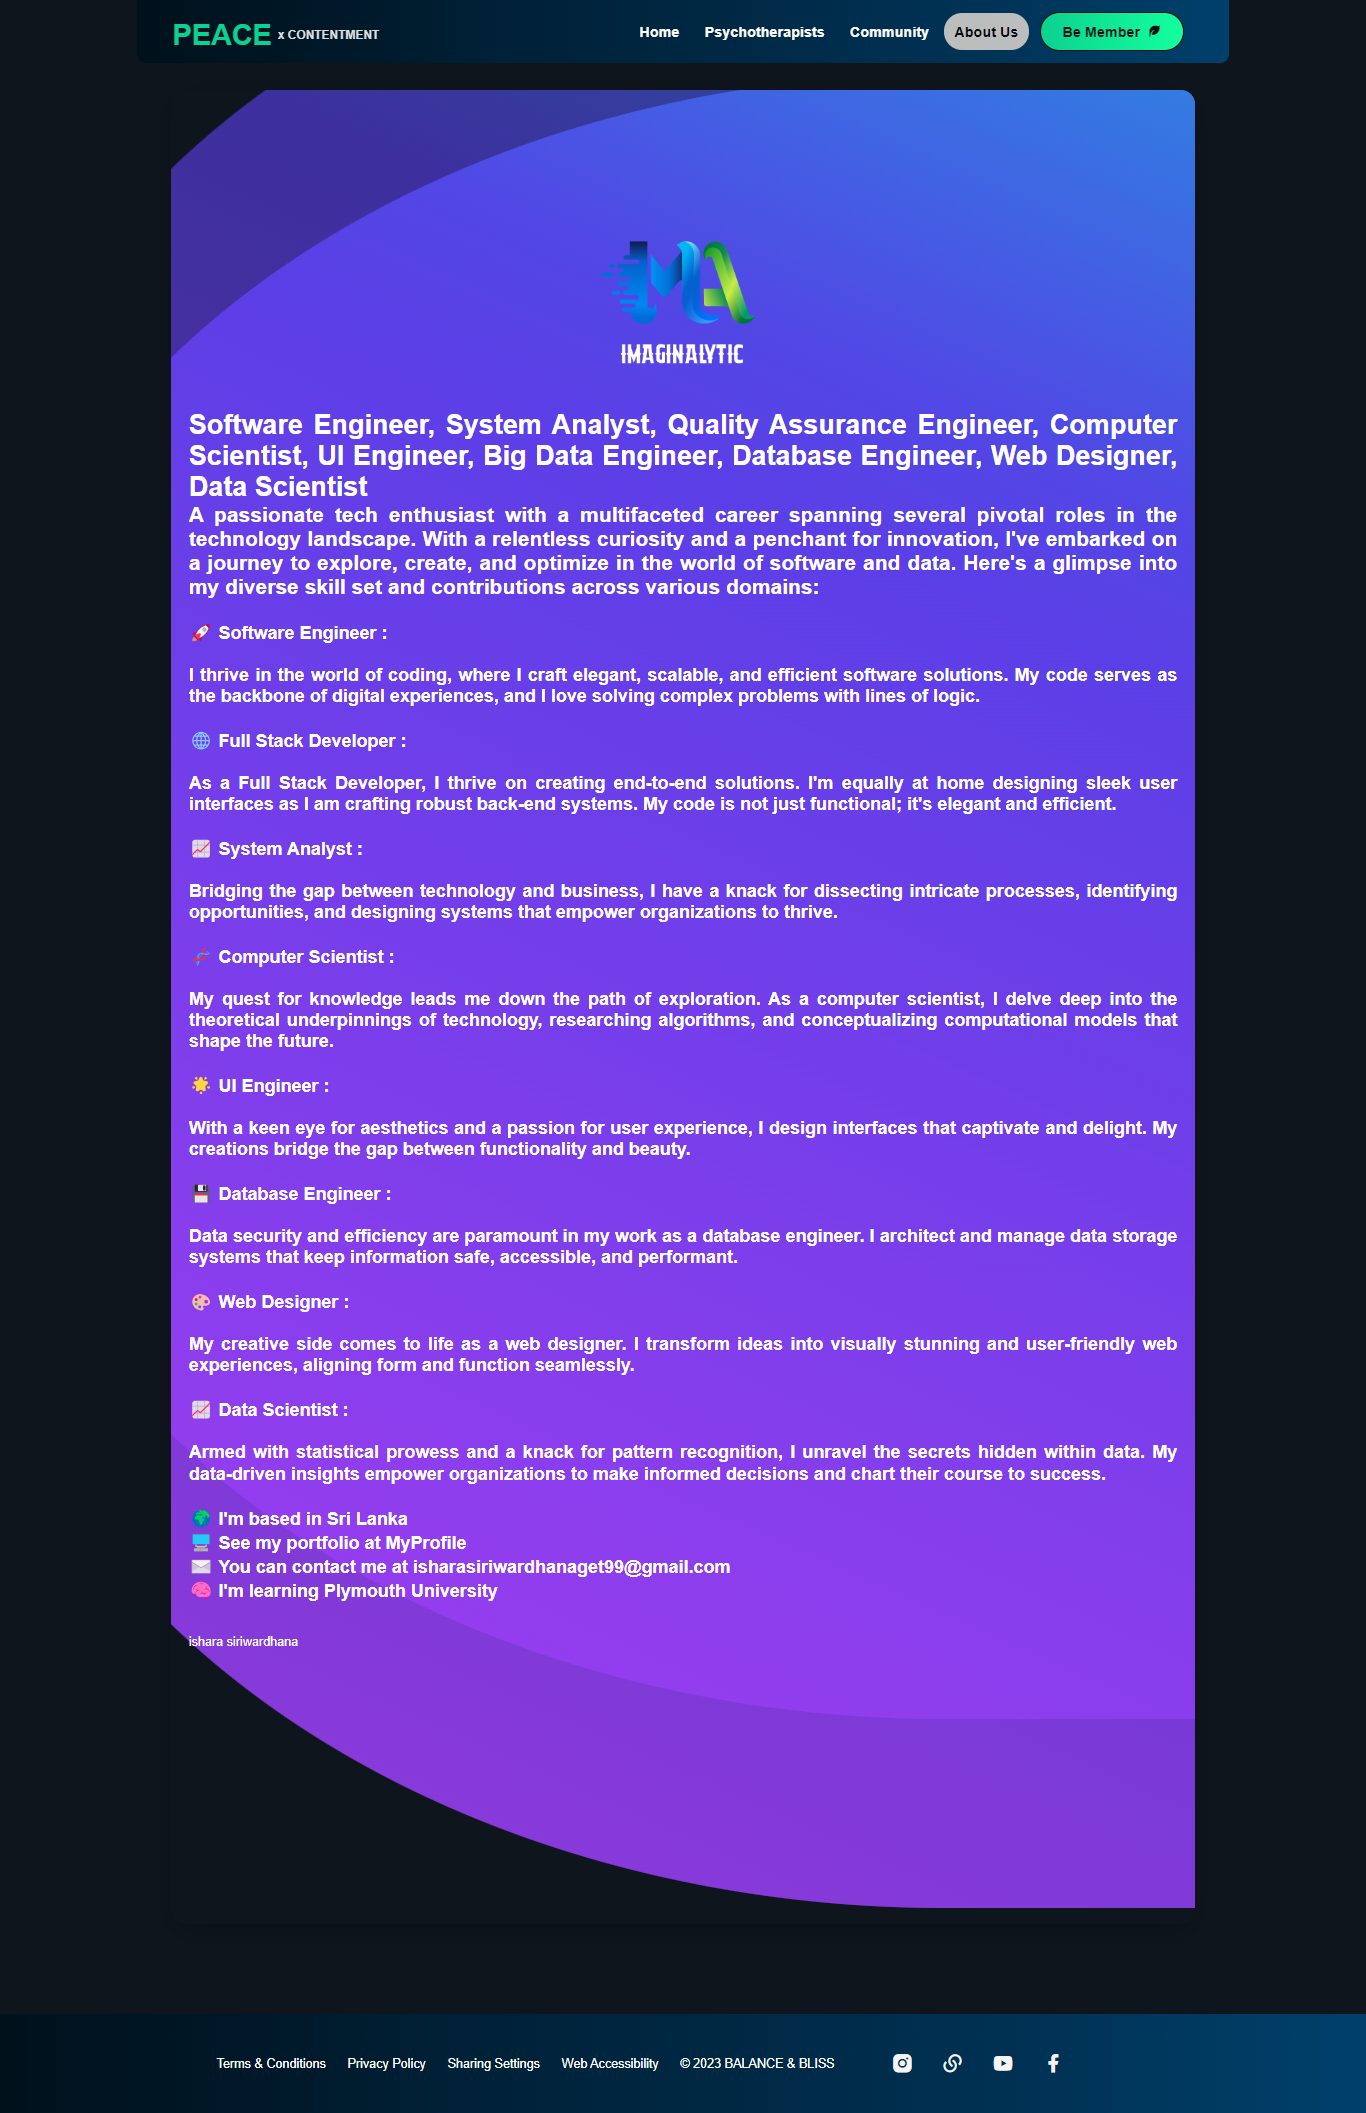 PEACE x CONTENTMENT Home Psychotherapists Community About Us Be Member
IMAGINALYTIC
Software Engineer, System Analyst, Quality Assurance Engineer, Computer
Scientist, UI Engineer, Big Data Engineer, Database Engineer, Web Designer,
Data Scientist
A passionate tech enthusiast with a multifaceted career spanning several pivotal roles in the
technology landscape. With a relentless curiosity and a penchant for innovation, I've embarked on
a journey to explore, create, and optimize in the world of software and data. Here's a glimpse into
my diverse skill set and contributions across various domains:
🚀 Software Engineer :
I thrive in the world of coding, where I craft elegant, scalable, and efficient software solutions. My code serves as
the backbone of digital experiences, and I love solving complex problems with lines of logic.
🌐 Full Stack Developer :
As a Full Stack Developer, I thrive on creating end-to-end solutions. I'm equally at home designing sleek user
interfaces as I am crafting robust back-end systems. My code is not just functional; it's elegant and efficient.
📈 System Analyst :
Bridging the gap between technology and business, I have a knack for dissecting intricate processes, identifying
opportunities, and designing systems that empower organizations to thrive.
🧬 Computer Scientist :
My quest for knowledge leads me down the path of exploration. As a computer scientist, I delve deep into the
theoretical underpinnings of technology, researching algorithms, and conceptualizing computational models that
shape the future.
🌟 UI Engineer :
With a keen eye for aesthetics and a passion for user experience, I design interfaces that captivate and delight. My
creations bridge the gap between functionality and beauty.
💾 Database Engineer :
Data security and efficiency are paramount in my work as a database engineer. I architect and manage data storage
systems that keep information safe, accessible, and performant.
🎨 Web Designer :
My creative side comes to life as a web designer. I transform ideas into visually stunning and user-friendly web
experiences, aligning form and function seamlessly.
📈 Data Scientist :
Armed with statistical prowess and a knack for pattern recognition, I unravel the secrets hidden within data. My
data-driven insights empower organizations to make informed decisions and chart their course to success.
🌍 I'm based in Sri Lanka
🖥️ See my portfolio at MyProfile
✉️ You can contact me at isharasiriwardhanaget99@gmail.com
🧠 I'm learning Plymouth University
ishara siriwardhana
Terms & Conditions Privacy Policy Sharing Settings Web Accessibility © 2023 BALANCE & BLISS